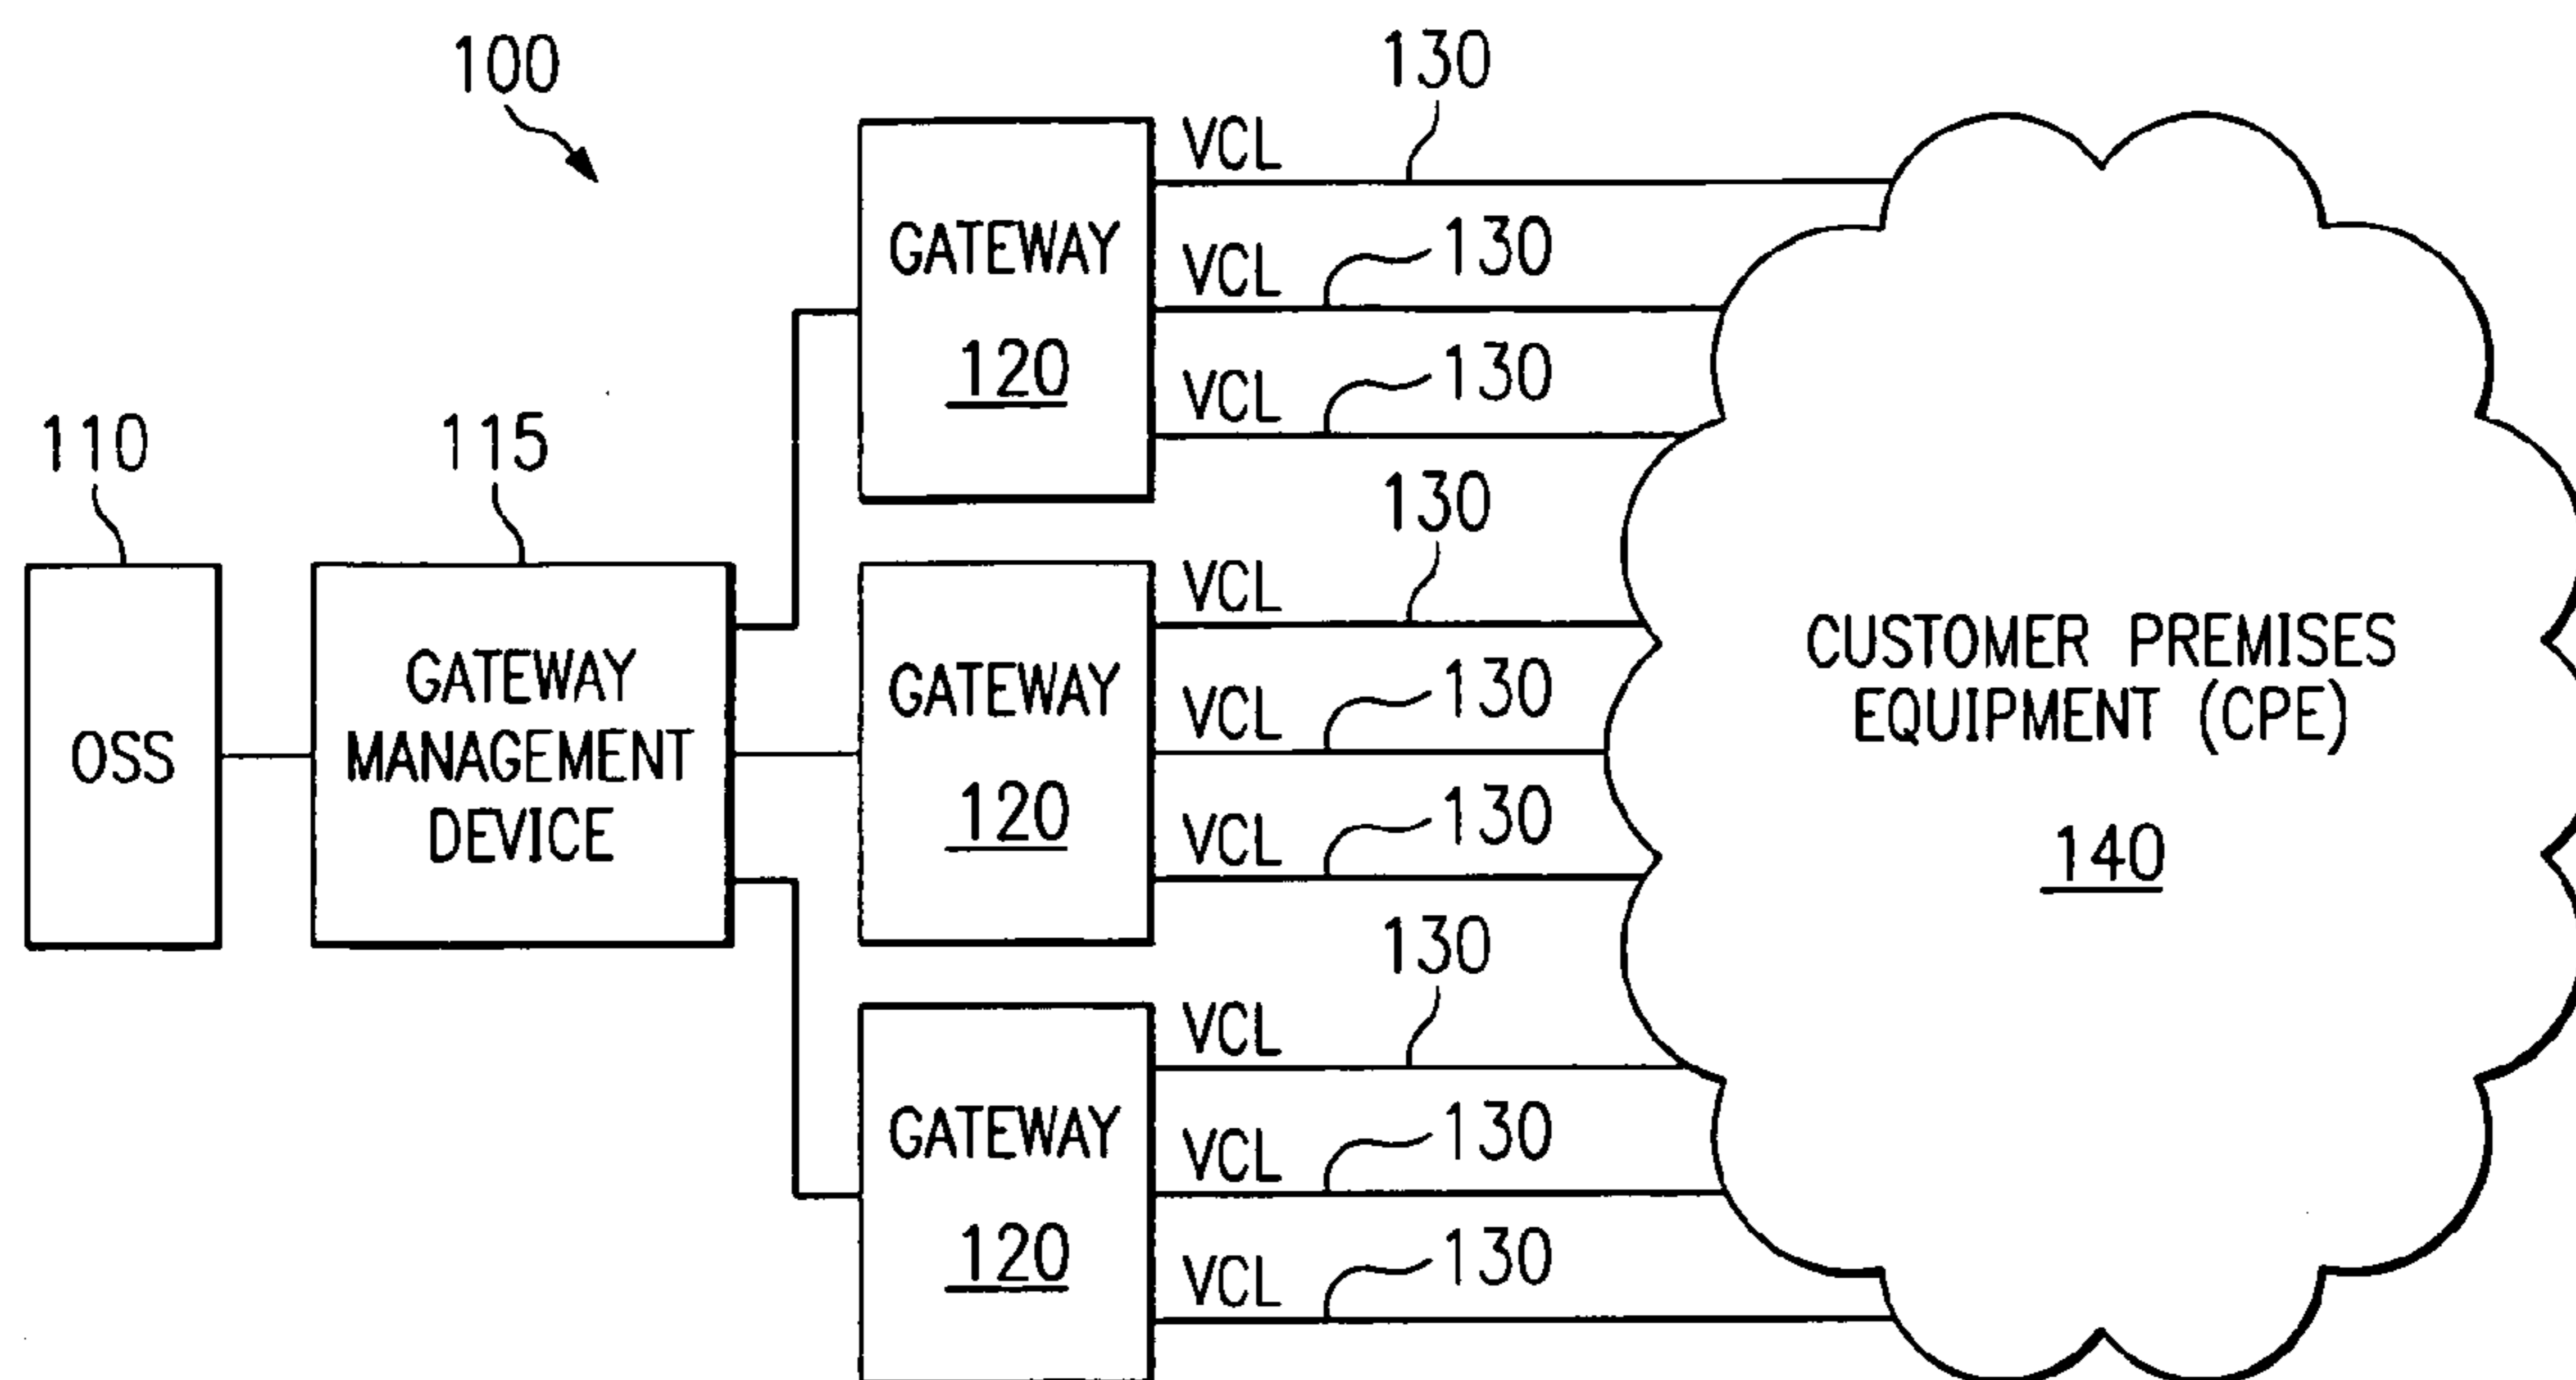 100
130
VCL
GATEWAY
120
VCL
130
VCL
130
110
OSS
115
GATEWAY
MANAGEMENT
DEVICE
130
VCL
GATEWAY
120
VCL
130
VCL
130
130
VCL
GATEWAY
120
VCL
130
VCL
130
CUSTOMER PREMISES
EQUIPMENT (CPE)
140